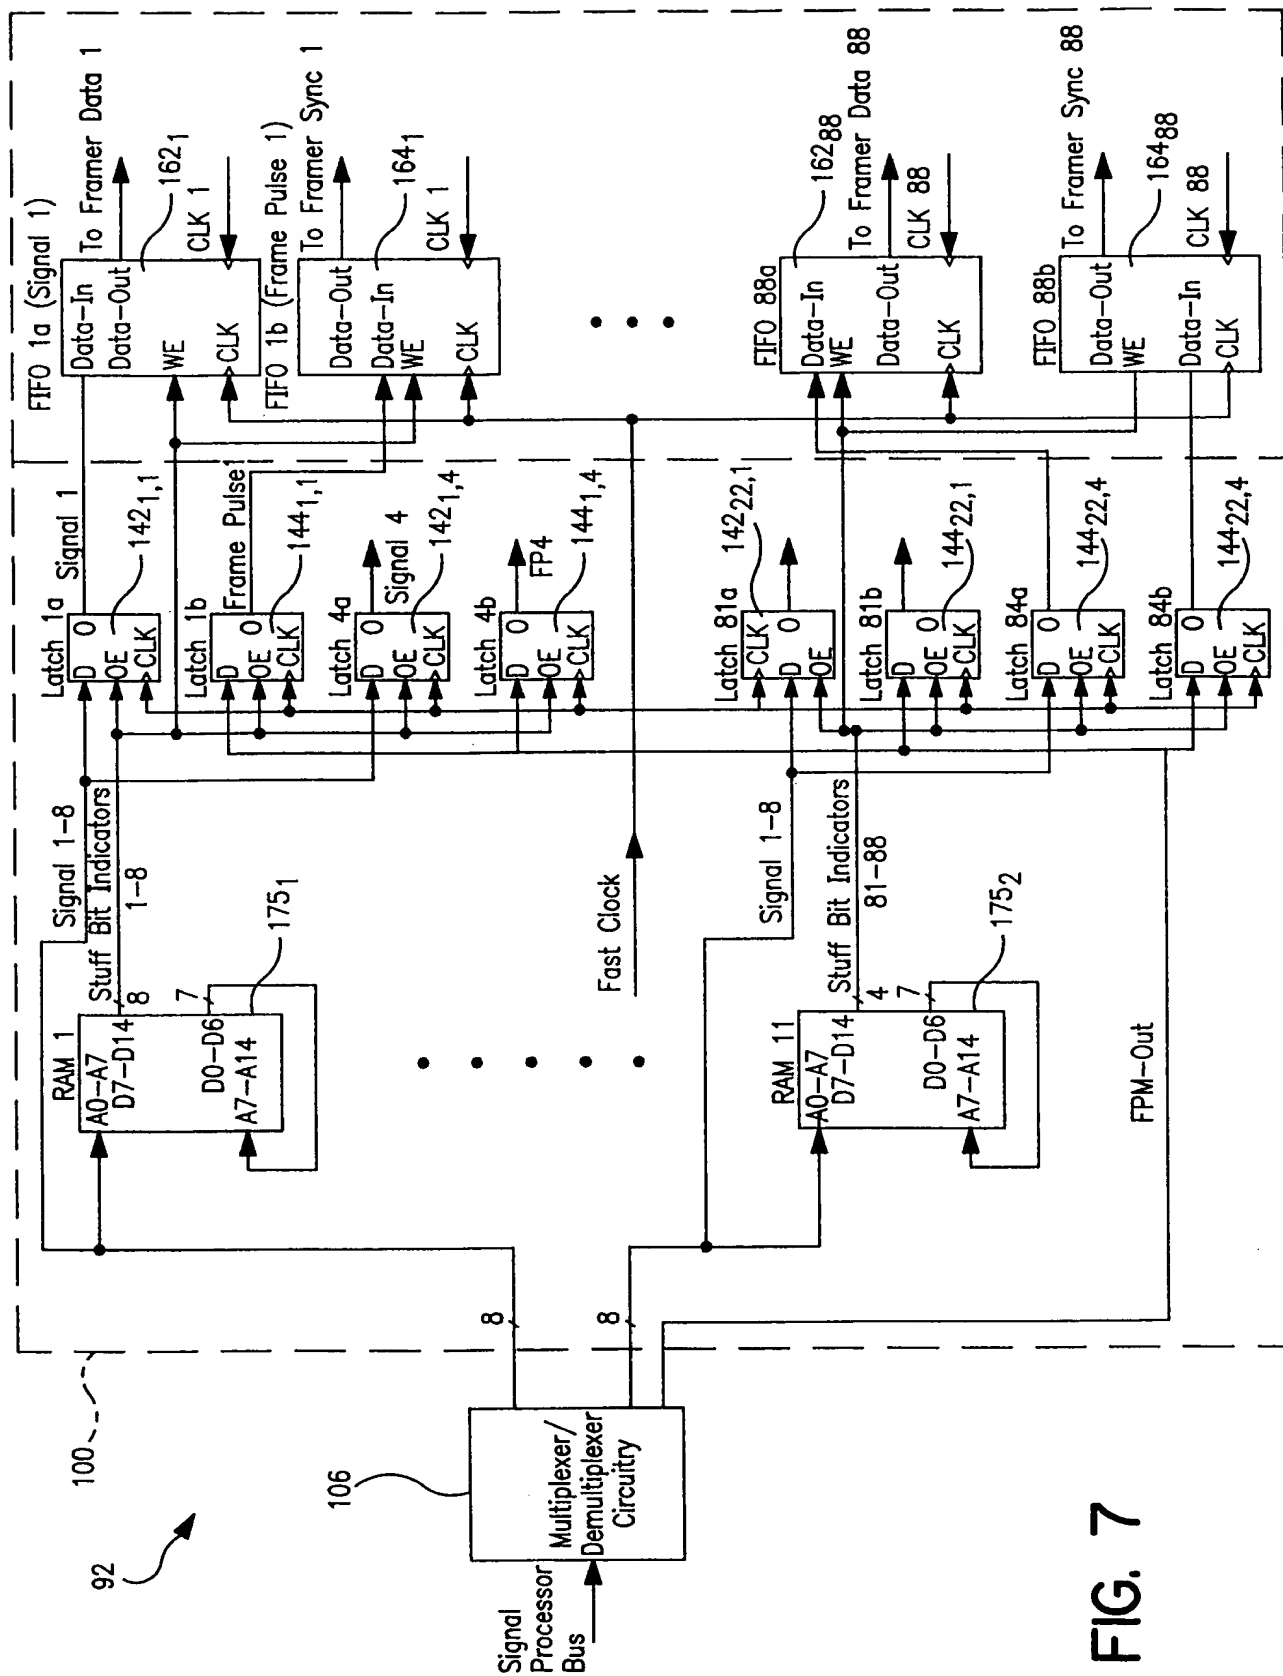 92
100
Signal
Processor
Bus
106
Multiplexer/
Demultiplexer
Circuitry
8
8
RAM 1
A0-A7
D7-D14
D0-D6
A7-A14
8
7
175₁
Signal 1-8
Stuff Bit Indicators
1-8
Fast Clock
RAM 11
A0-A7
D7-D14
D0-D6
A7-A14
4
7
175₂
Signal 1-8
Stuff Bit Indicators
81-88
FPM-Out
Latch 1a
D O
OE
CLK
Signal 1
142₁,₁
Latch 1b
D O
OE
CLK
Frame Pulse1
144₁,₁
Latch 4a
D O
OE
CLK
Signal 4
142₁,₄
Latch 4b
D O
OE
CLK
FP4
144₁,₄
Latch 81a
CLK
D O
OE
142₂₂,₁
Latch 81b
D
OE O
CLK
144₂₂,₁
Latch 84a
D O
OE
CLK
144₂₂,₄
Latch 84b
D O
OE
CLK
144₂₂,₄
FIFO 1a (Signal 1)
Data-In
Data-Out
WE
CLK
To Framer Data 1
162₁
CLK 1
FIFO 1b (Frame Pulse 1)
Data-Out
Data-In
WE
CLK
To Framer Sync 1
164₁
CLK 1
FIFO 88a
Data-In
WE
Data-Out
CLK
162₈₈
To Framer Data 88
CLK 88
FIFO 88b
Data-Out
WE
Data-In
CLK
To Framer Sync 88
164₈₈
CLK 88
FIG. 7